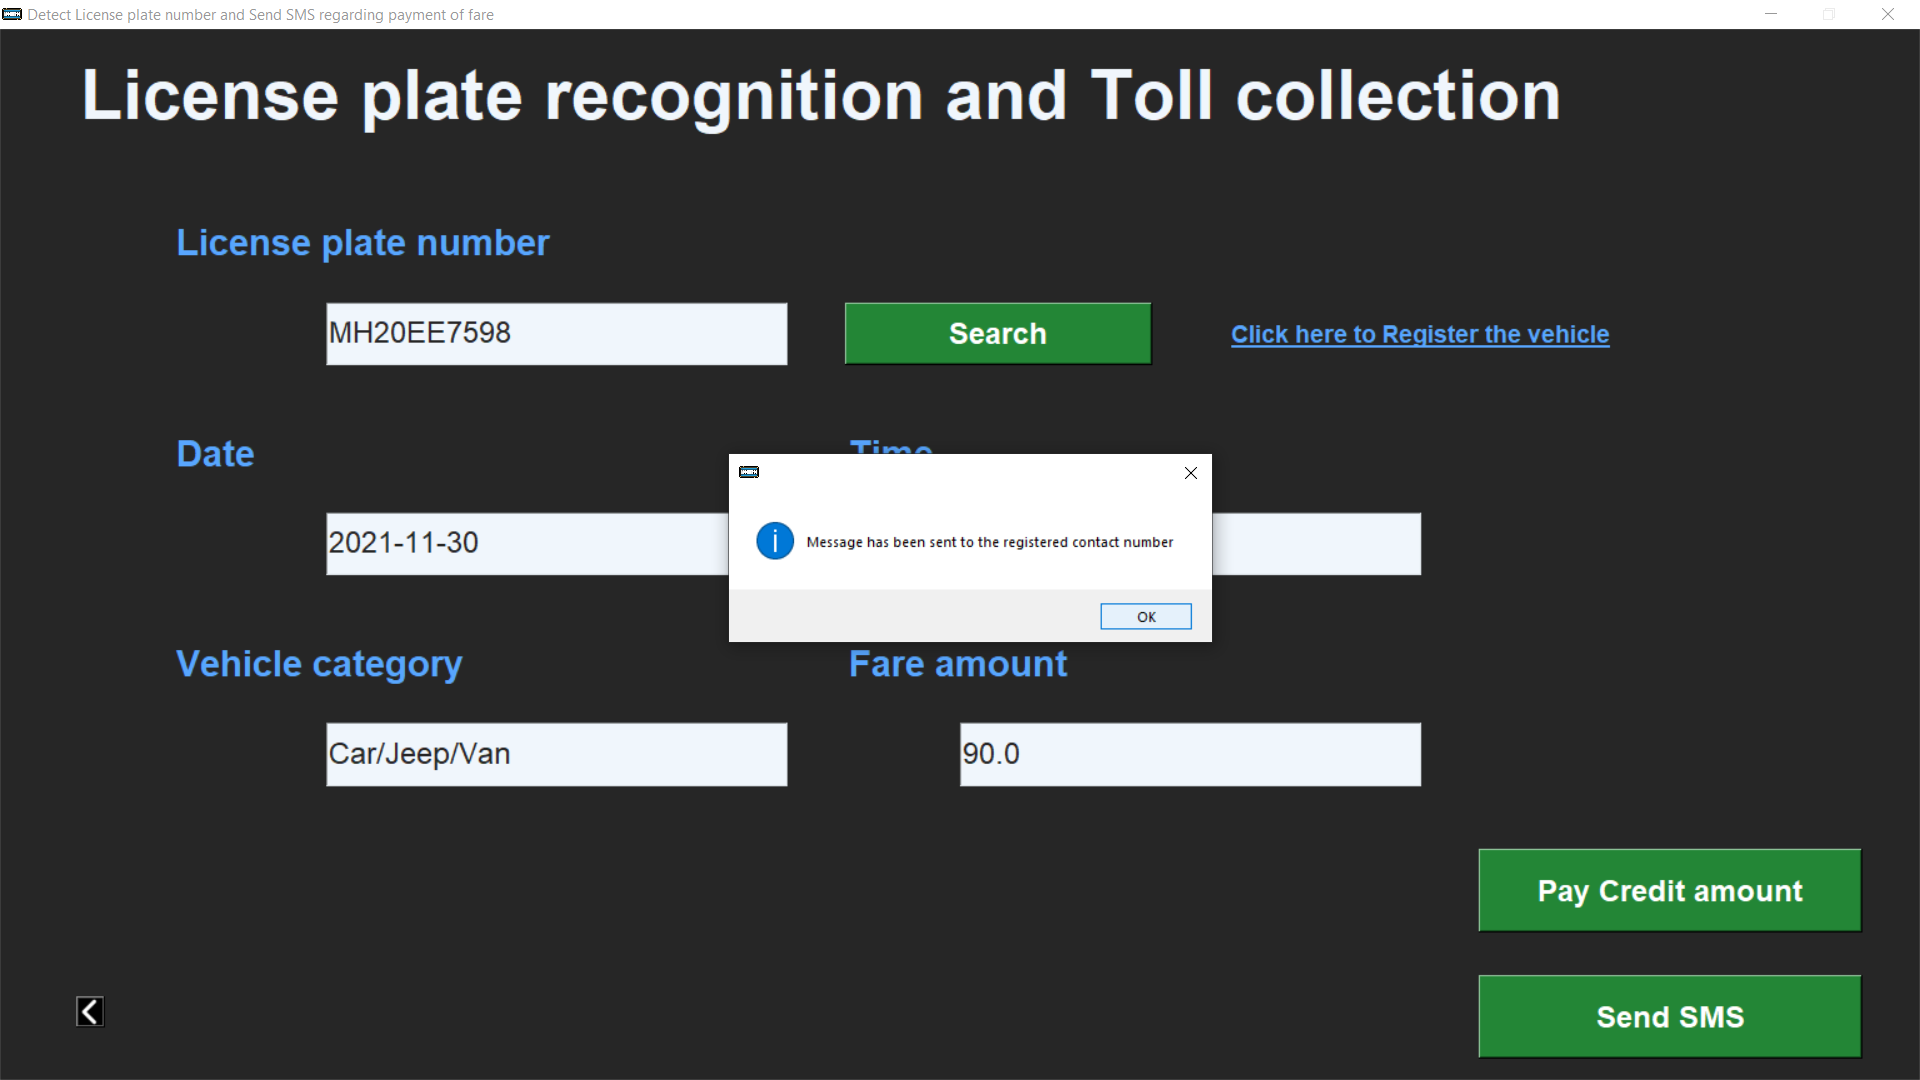 Detect License plate number and Send SMS regarding payment of fare
License plate recognition and Toll collection
License plate number
MH20EE7598
Search
Click here to Register the vehicle
Date
Time
2021-11-30
Message has been sent to the registered contact number
OK
Vehicle category
Fare amount
Car/Jeep/Van
90.0
Pay Credit amount
Send SMS